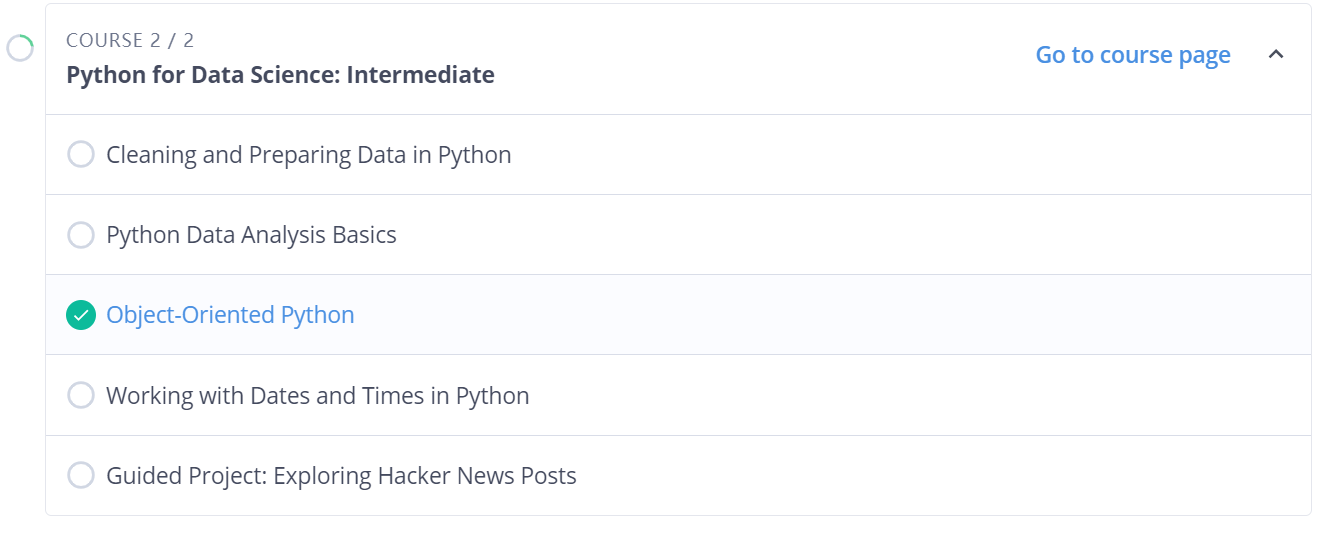 COURSE 2 / 2
Python for Data Science: Intermediate
Go to course page
Cleaning and Preparing Data in Python
Python Data Analysis Basics
Object-Oriented Python
Working with Dates and Times in Python
Guided Project: Exploring Hacker News Posts